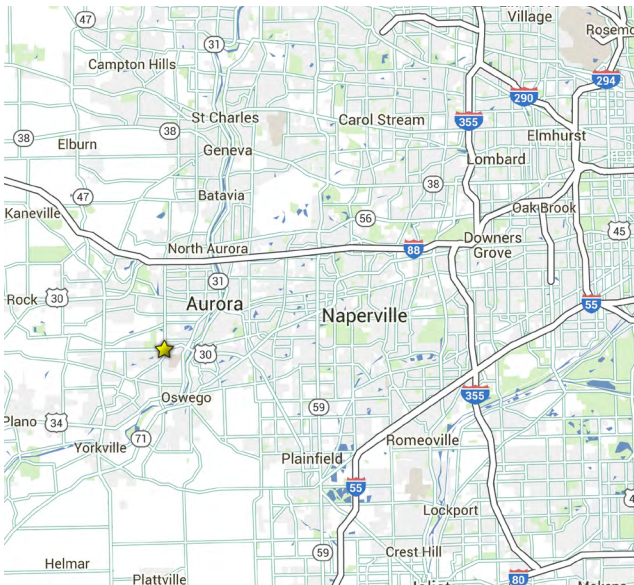 Village
47
Rosemo
31
Campton Hills
294
290
St Charles
Carol Stream
355
38
38
Elmhurst
Elburn
Geneva
Lombard
47
Batavia
38
Kaneville
56
Oak Brook
45
North Aurora
88
Downers
Grove
31
Rock
30
Aurora
55
Naperville
30
355
Oswego
59
Plano
34
71
Romeoville
Yorkville
Plainfield
55
Lockport
4
59
Crest Hill
Helmar
Plattville
80